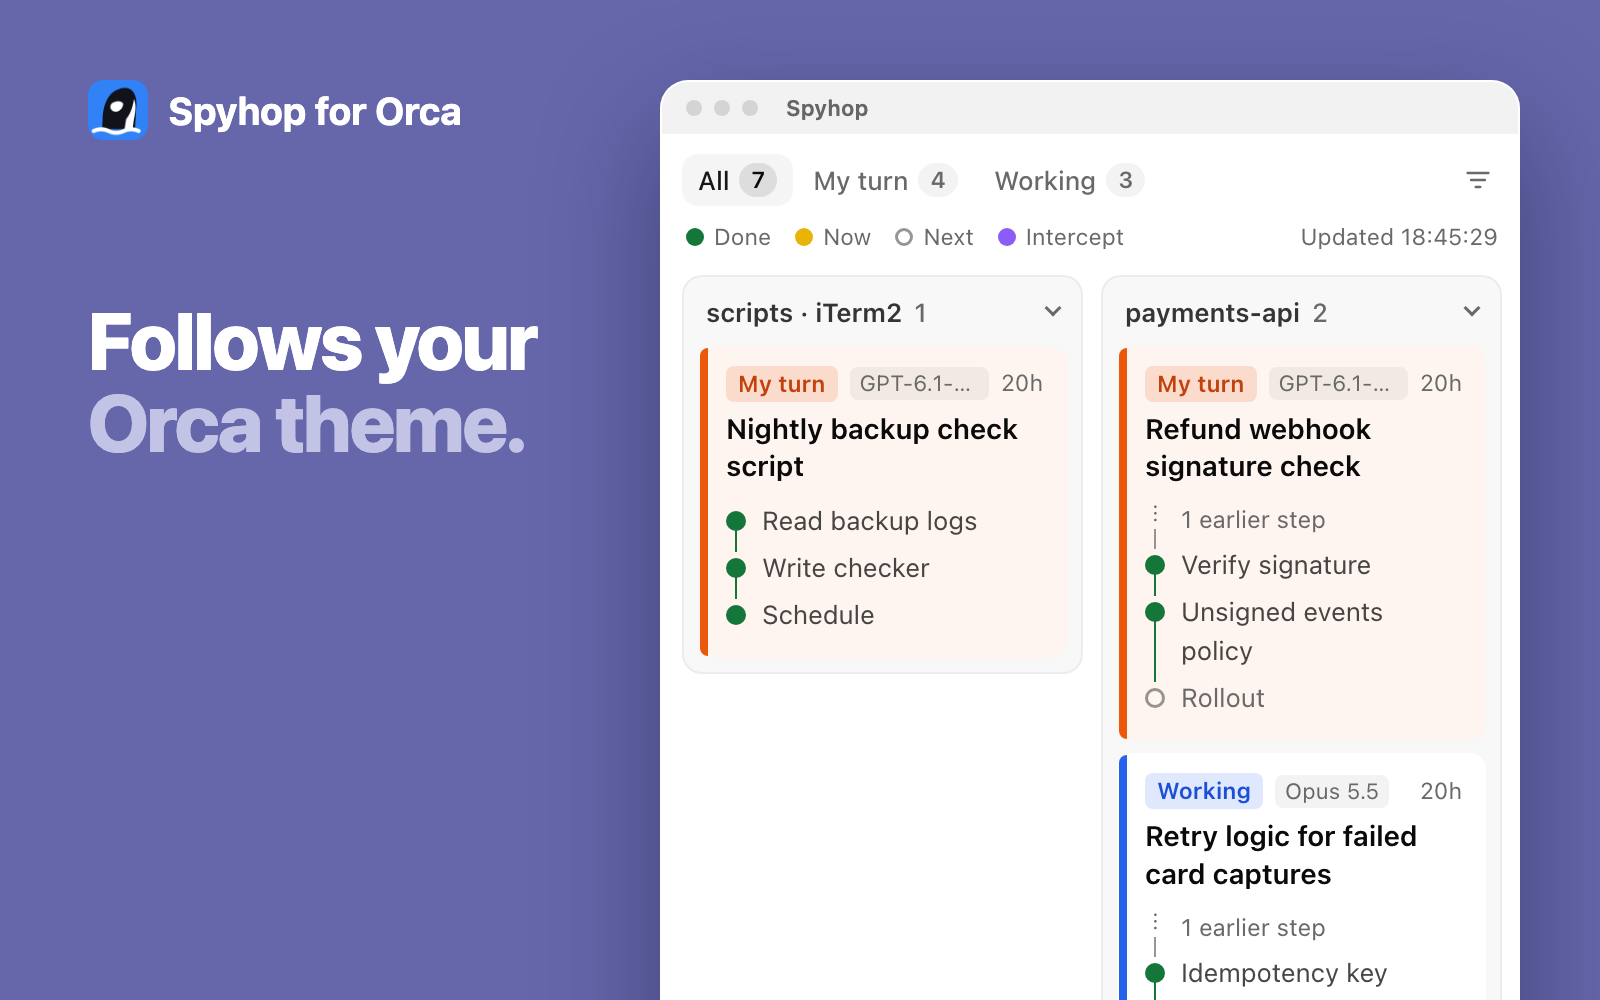 Spyhop for Orca
Follows your
Orca theme.
Spyhop
All 7 My turn 4 Working 3
Done Now Next Intercept Updated 18:45:29
scripts · iTerm2 1
My turn GPT-6.1-... 20h
Nightly backup check
script
Read backup logs
Write checker
Schedule
payments-api 2
My turn GPT-6.1-... 20h
Refund webhook
signature check
1 earlier step
Verify signature
Unsigned events
policy
Rollout
Working Opus 5.5 20h
Retry logic for failed
card captures
1 earlier step
Idempotency key